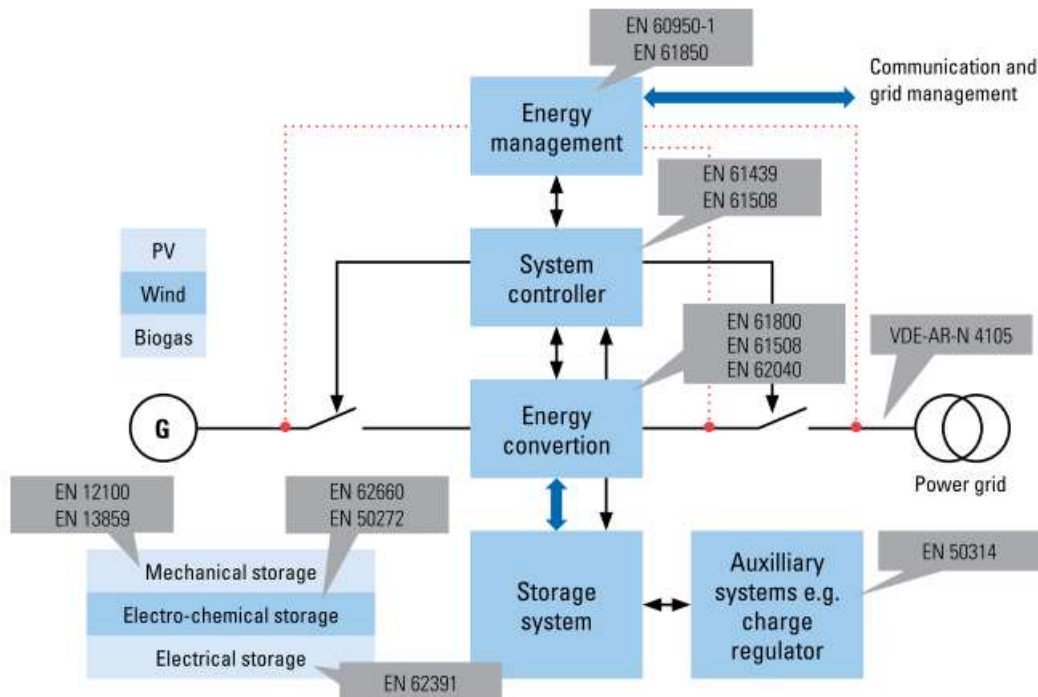 EN 60950-1
EN 61850
Communication and
grid management
Energy
management
EN 61439
EN 61508
PV
Wind
Biogas
System
controller
EN 61800
EN 61508
EN 62040
VDE-AR-N 4105
G
Energy
convertion
Power grid
EN 12100
EN 13859
EN 62660
EN 50272
Mechanical storage
Electro-chemical storage
Electrical storage
EN 62391
Storage
system
Auxilliary
systems e.g.
charge
regulator
EN 50314